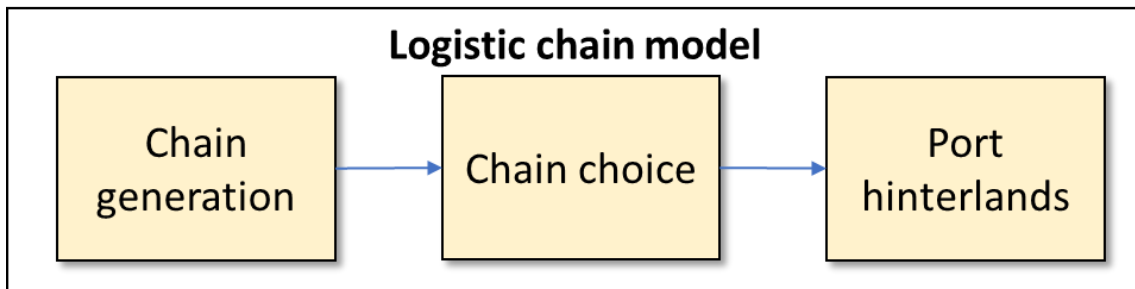 Logistic chain model
Chain
generation
Chain choice
Port
hinterlands